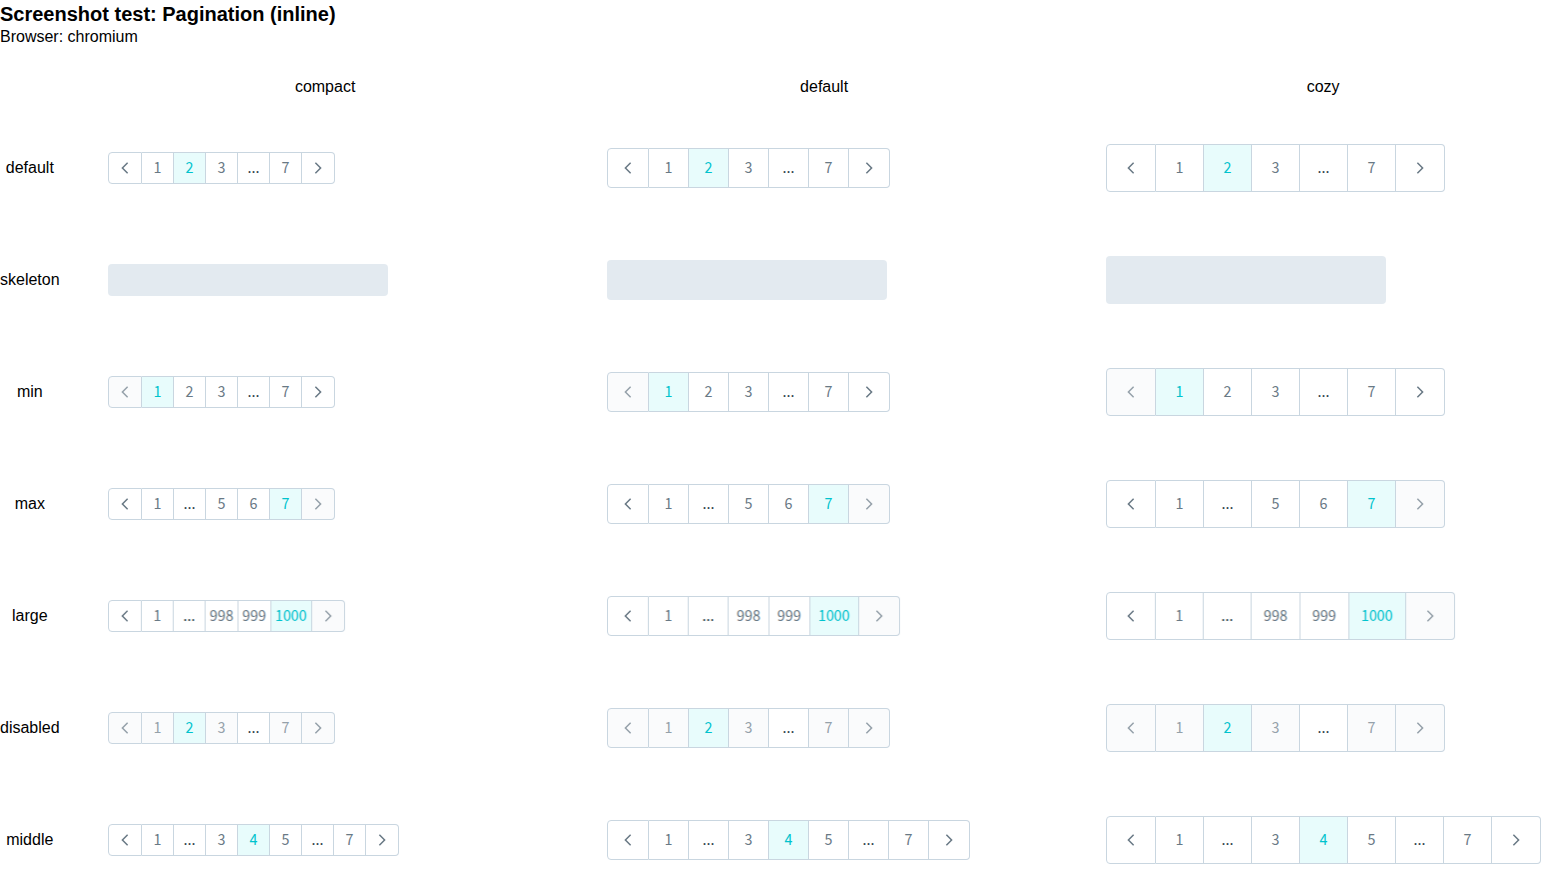 Screenshot test: Pagination (inline)
Browser: chromium
compact default cozy
default 1 2 3 ... 7 1 2 3 ... 7 1 2 3 ... 7
skeleton
min 1 2 3 ... 7 1 2 3 ... 7 1 2 3 ... 7
max 1 ... 5 6 7 1 ... 5 6 7 1 ... 5 6 7
large 1 ... 998 999 1000 1 ... 998 999 1000 1 ... 998 999 1000
disabled 1 2 3 ... 7 1 2 3 ... 7 1 2 3 ... 7
middle 1 ... 3 4 5 ... 7 1 ... 3 4 5 ... 7 1 ... 3 4 5 ... 7